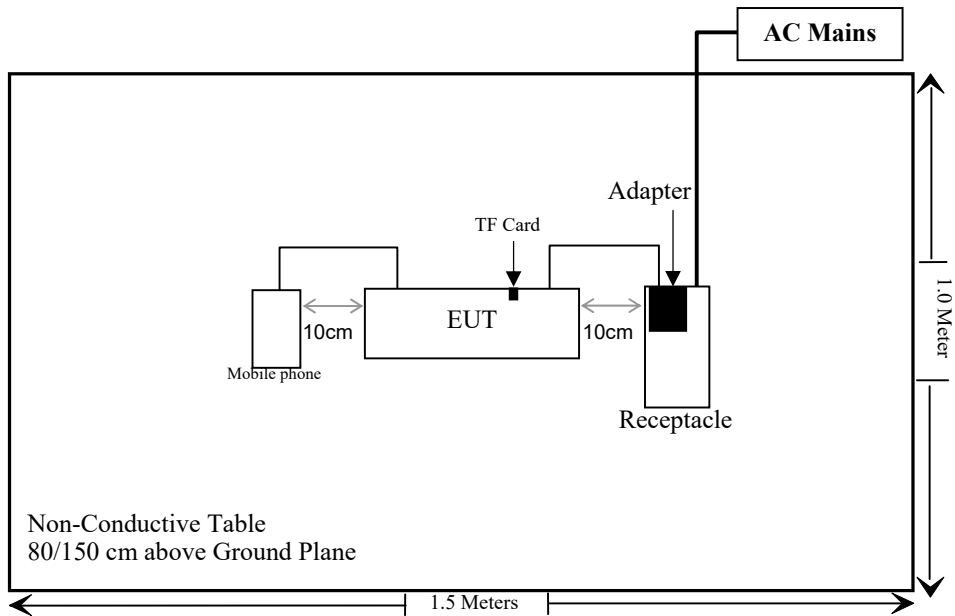 AC Mains
Adapter
TF Card
EUT
10cm
10cm
1.0 Meter
Mobile phone
Receptacle
Non-Conductive Table
80/150 cm above Ground Plane
1.5 Meters